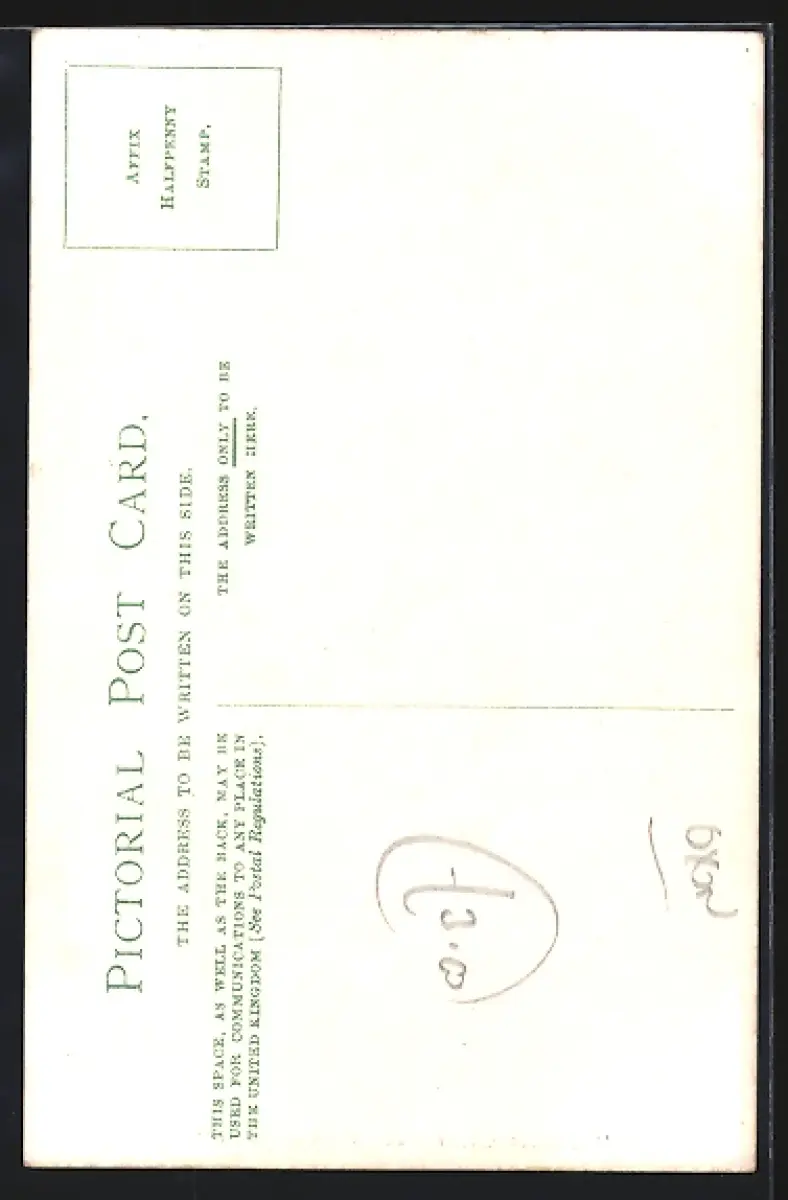 PICTORIAL POST CARD.
THE ADDRESS TO BE WRITTEN ON THIS SIDE.
AFFIX
HALFPENNY
STAMP.
THIS SPACE, AS WELL AS THE BACK, MAY BE
USED FOR COMMUNICATIONS TO ANY PLACE IN
THE UNITED KINGDOM (See Postal Regulations).
THE ADDRESS ONLY TO BE
WRITTEN HERE.